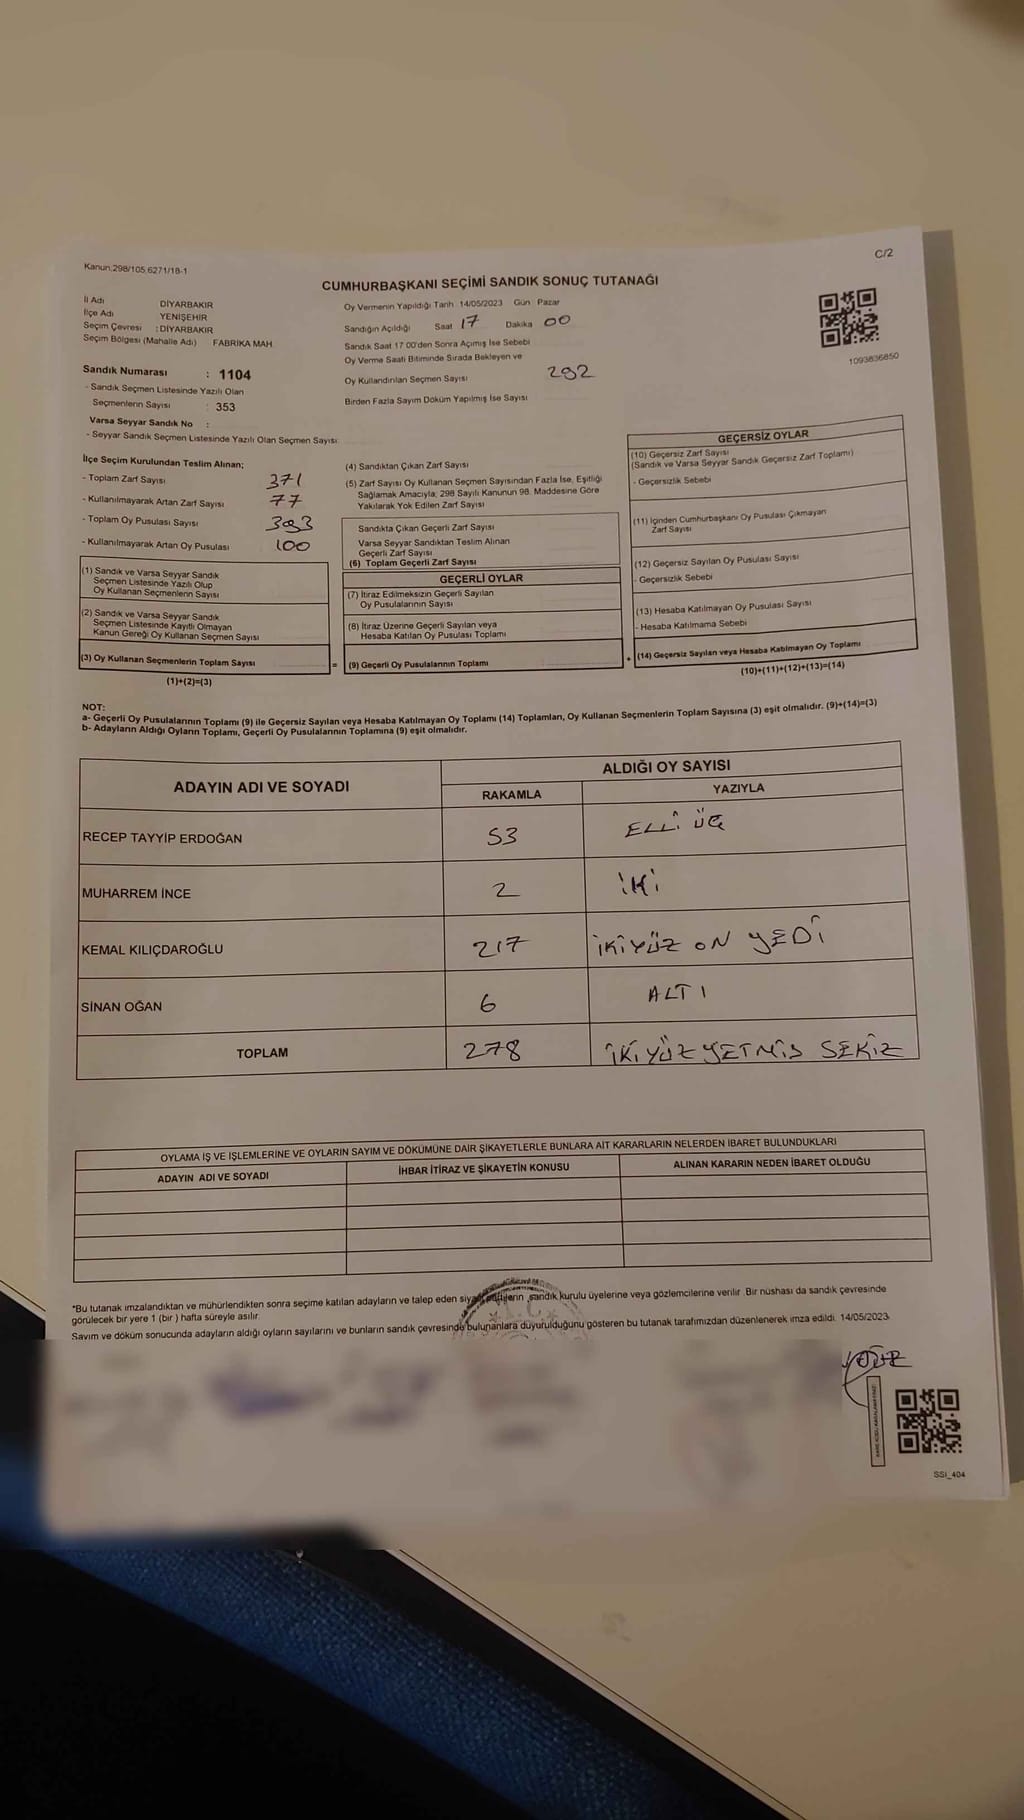 Kanun.298/105.6271/18-1
C/2
CUMHURBAŞKANI SEÇİMİ SANDIK SONUÇ TUTANAĞI
İl Adı DİYARBAKIR
İlçe Adı YENİŞEHİR
Seçim Çevresi : DİYARBAKIR
Seçim Bölgesi (Mahalle Adı) FABRİKA MAH.
Oy Vermenin Yapıldığı Tarih 14/05/2023 Gün Pazar
Sandığın Açıldığı Saat 17 Dakika 00
Sandık Saat 17 00'den Sonra Açımış İse Sebebi
Oy Verme Saati Bitiminde Sırada Bekleyen ve
Oy Kullandırılan Seçmen Sayısı 292
Birden Fazla Sayım Döküm Yapılmış İse Sayısı
1093836850
Sandık Numarası : 1104
- Sandık Seçmen Listesinde Yazılı Olan
Seçmenlerin Sayısı : 353
Varsa Seyyar Sandık No :
- Seyyar Sandık Seçmen Listesinde Yazılı Olan Seçmen Sayısı:
İlçe Seçim Kurulundan Teslim Alınan;
- Toplam Zarf Sayısı 371
- Kullanılmayarak Artan Zarf Sayısı 77
- Toplam Oy Pusulası Sayısı 393
- Kullanılmayarak Artan Oy Pusulası 100
(1) Sandık ve Varsa Seyyar Sandık
Seçmen Listesinde Yazılı Olup
Oy Kullanan Seçmenlerin Sayısı
(2) Sandık ve Varsa Seyyar Sandık
Seçmen Listesinde Kayıtlı Olmayan
Kanun Gereği Oy Kullanan Seçmen Sayısı
(3) Oy Kullanan Seçmenlerin Toplam Sayısı
(1)+(2)=(3)
(4) Sandıktan Çıkan Zarf Sayısı
(5) Zarf Sayısı Oy Kullanan Seçmen Sayısından Fazla İse, Eşitliği
Sağlamak Amacıyla; 298 Sayılı Kanunun 98. Maddesine Göre
Yakılarak Yok Edilen Zarf Sayısı
Sandıkta Çıkan Geçerli Zarf Sayısı
Varsa Seyyar Sandıktan Teslim Alınan
Geçerli Zarf Sayısı
(6) Toplam Geçerli Zarf Sayısı
GEÇERLİ OYLAR
(7) İtiraz Edilmeksizin Geçerli Sayılan
Oy Pusulalarının Sayısı
(8) İtiraz Üzerine Geçerli Sayılan veya
Hesaba Katılan Oy Pusulası Toplamı
= (9) Geçerli Oy Pusulalarının Toplamı
GEÇERSİZ OYLAR
(10) Geçersiz Zarf Sayısı
(Sandık ve Varsa Seyyar Sandık Geçersiz Zarf Toplamı)
- Geçersizlik Sebebi
(11) İçinden Cumhurbaşkanı Oy Pusulası Çıkmayan
Zarf Sayısı
(12) Geçersiz Sayılan Oy Pusulası Sayısı
- Geçersizlik Sebebi
(13) Hesaba Katılmayan Oy Pusulası Sayısı
- Hesaba Katılmama Sebebi
+ (14) Geçersiz Sayılan veya Hesaba Katılmayan Oy Toplamı
(10)+(11)+(12)+(13)=(14)
NOT:
a- Geçerli Oy Pusulalarının Toplamı (9) ile Geçersiz Sayılan veya Hesaba Katılmayan Oy Toplamı (14) Toplamları, Oy Kullanan Seçmenlerin Toplam Sayısına (3) eşit olmalıdır. (9)+(14)=(3)
b- Adayların Aldığı Oyların Toplamı, Geçerli Oy Pusulalarının Toplamına (9) eşit olmalıdır.
ADAYIN ADI VE SOYADI
ALDIĞI OY SAYISI
RAKAMLA YAZIYLA
RECEP TAYYİP ERDOĞAN 53 ELLİ ÜÇ
MUHARREM İNCE 2 İKİ
KEMAL KILIÇDAROĞLU 217 İKİYÜZ ON YEDİ
SİNAN OĞAN 6 ALTI
TOPLAM 278 İKİYÜZ YETMİS SEKİZ
OYLAMA İŞ VE İŞLEMLERİNE VE OYLARIN SAYIM VE DÖKÜMÜNE DAİR ŞİKAYETLERLE BUNLARA AİT KARARLARIN NELERDEN İBARET BULUNDUKLARI
ADAYIN ADI VE SOYADI İHBAR İTİRAZ VE ŞİKAYETİN KONUSU ALINAN KARARIN NEDEN İBARET OLDUĞU
*Bu tutanak imzalandıktan ve mühürlendikten sonra seçime katılan adayların ve talep eden siyasi partilerin ,sandık kurulu üyelerine veya gözlemcilerine verilir. Bir nüshası da sandık çevresinde
görülecek bir yere 1 (bir ) hafta süreyle asılır.
Sayım ve döküm sonucunda adayların aldığı oyların sayılarını ve bunların sandık çevresinde bulunanlara duyurulduğunu gösteren bu tutanak tarafımızdan düzenlenerek imza edildi. 14/05/2023
T.C.
SSİ_404